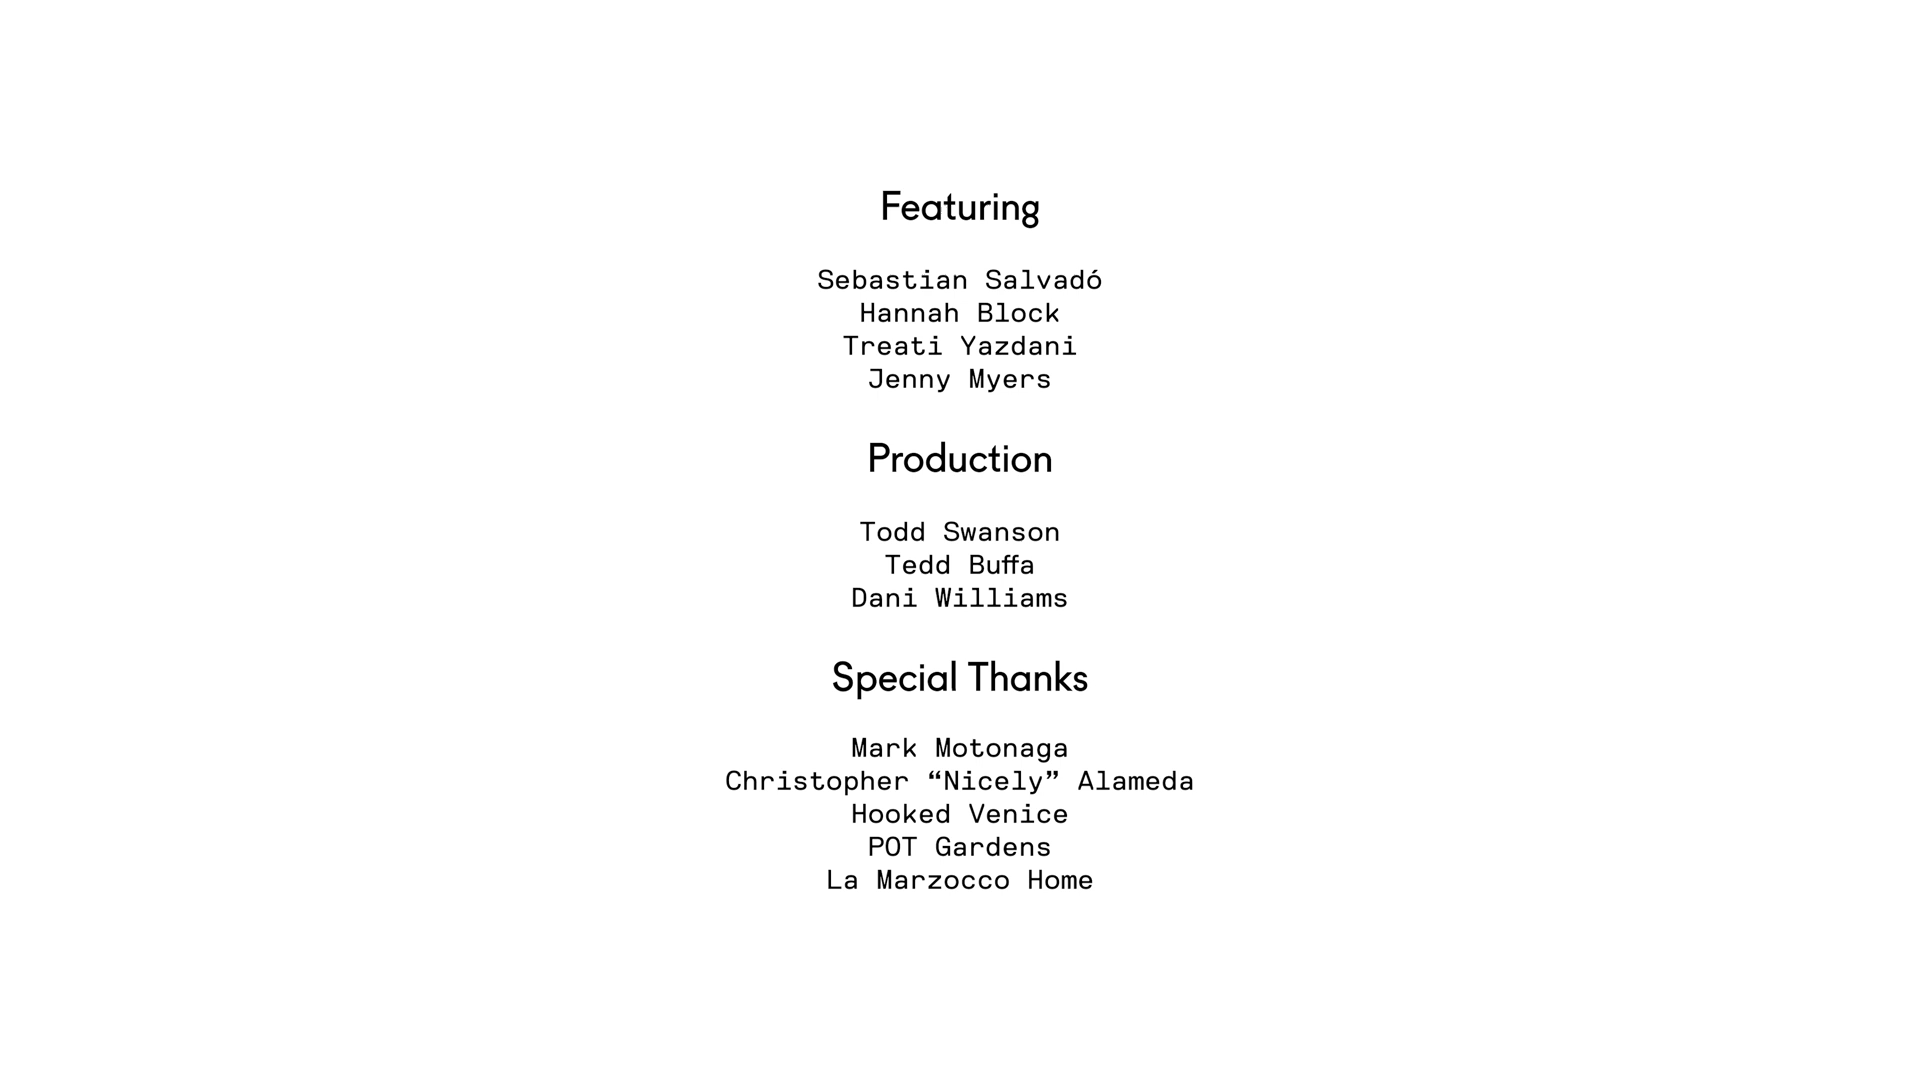 Featuring
Sebastian Salvadó
Hannah Block
Treati Yazdani
Jenny Myers
Production
Todd Swanson
Tedd Buffa
Dani Williams
Special Thanks
Mark Motonaga
Christopher “Nicely” Alameda
Hooked Venice
POT Gardens
La Marzocco Home